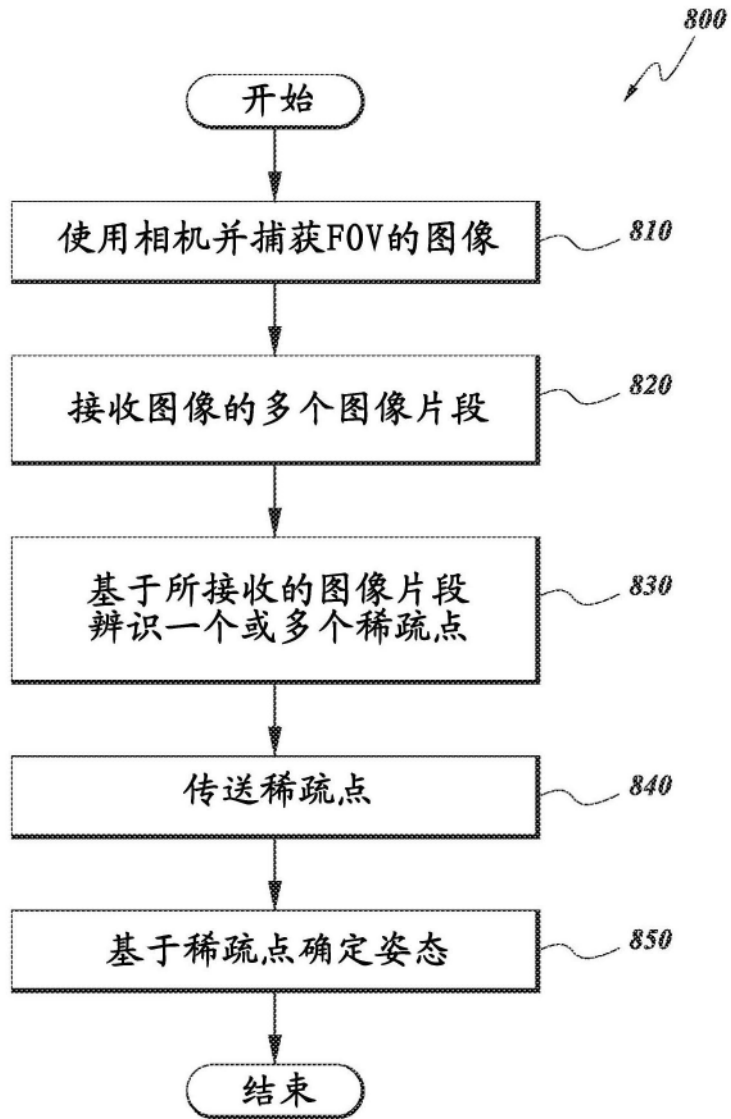 800
开始
使用相机并捕获FOV的图像
810
接收图像的多个图像片段
820
基于所接收的图像片段
辨识一个或多个稀疏点
830
传送稀疏点
840
基于稀疏点确定姿态
850
结束